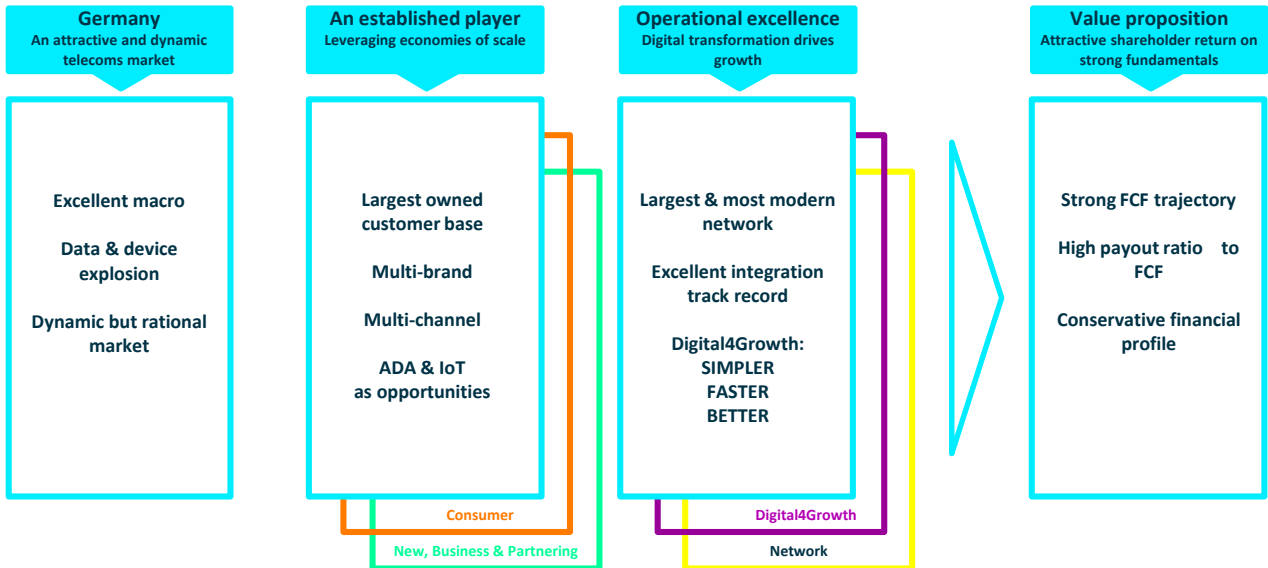 Germany
An attractive and dynamic
telecoms market
Excellent macro
Data & device
explosion
Dynamic but rational
market
An established player
Leveraging economies of scale
Largest owned
customer base
Multi-brand
Multi-channel
ADA & IoT
as opportunities
Consumer
New, Business & Partnering
Operational excellence
Digital transformation drives
growth
Largest & most modern
network
Excellent integration
track record
Digital4Growth:
SIMPLER
FASTER
BETTER
Digital4Growth
Network
Value proposition
Attractive shareholder return on
strong fundamentals
Strong FCF trajectory
High payout ratio to
FCF
Conservative financial
profile